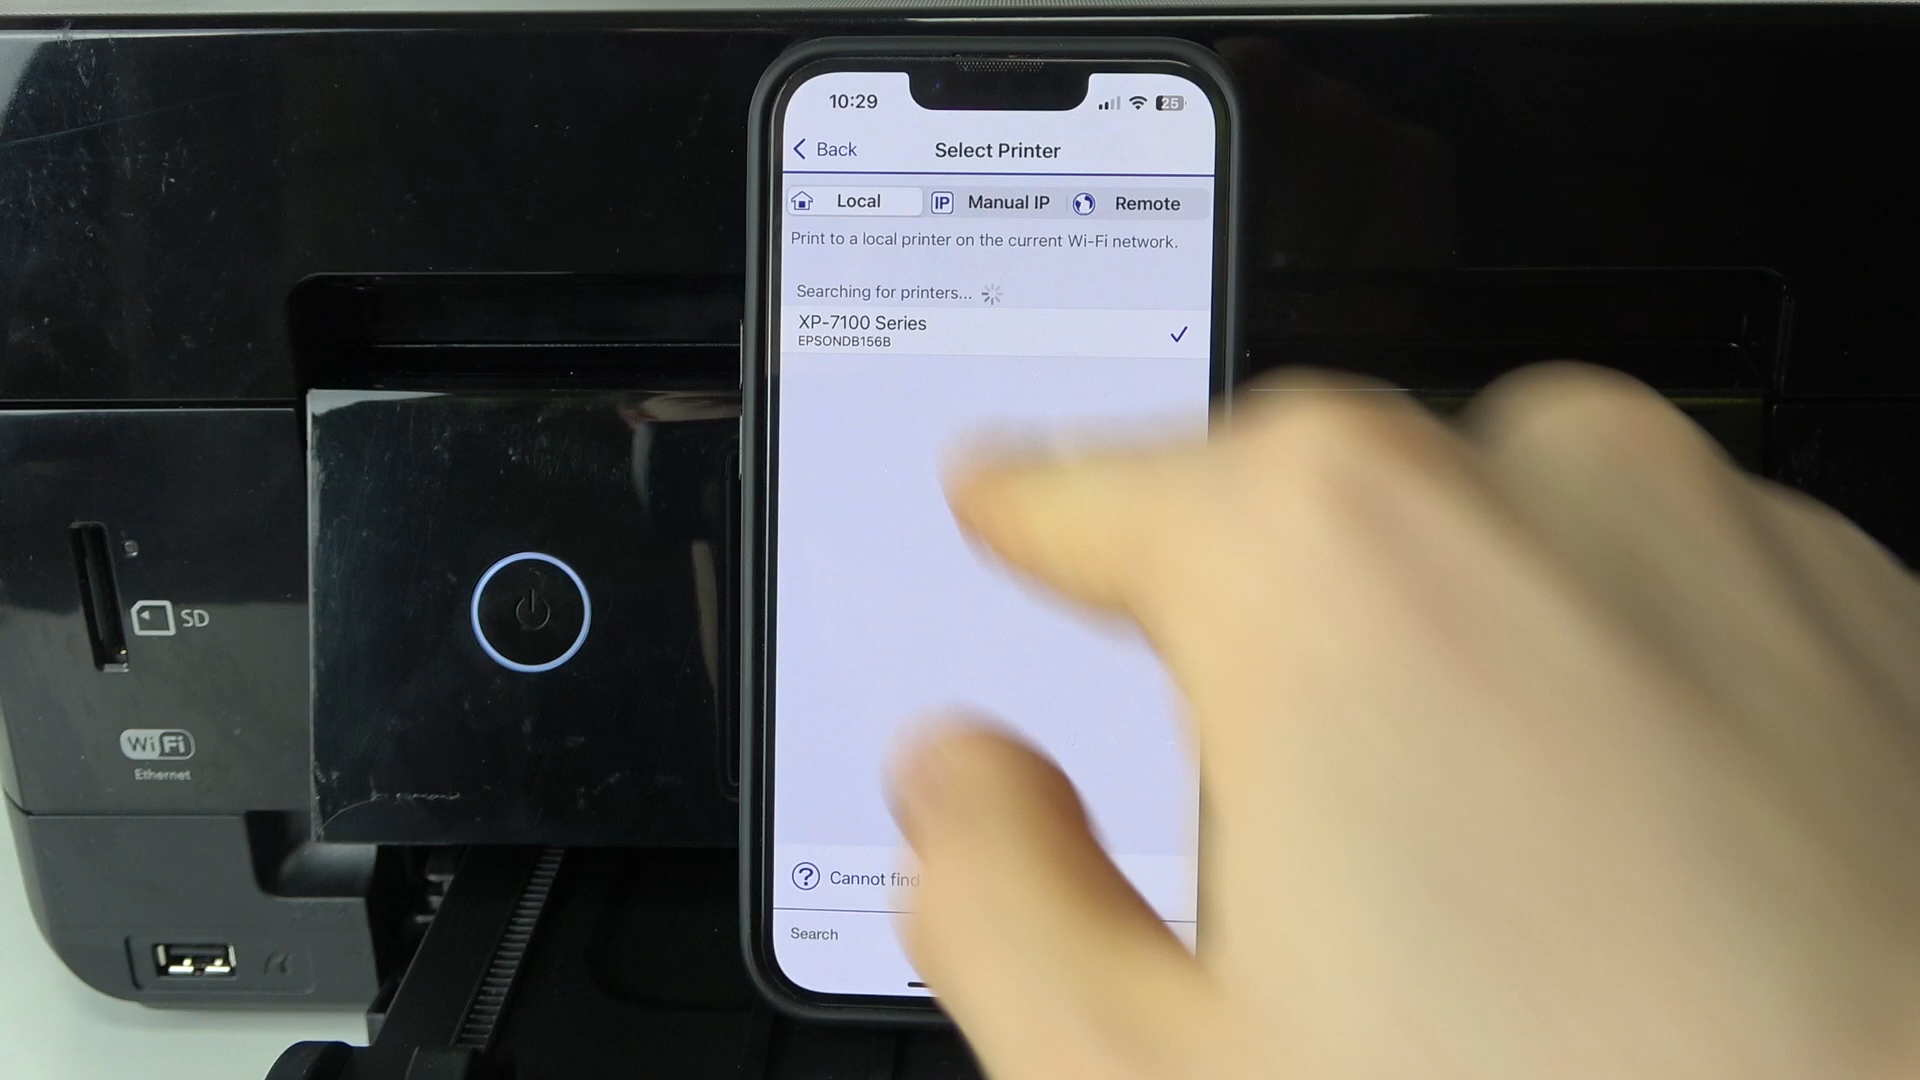 10:29
25
Back
Select Printer
Local
IP
Manual IP
Remote
Print to a local printer on the current Wi-Fi network.
Searching for printers...
XP-7100 Series
EPSONDB156B
Cannot find
Search
SD
WiFi
Ethernet